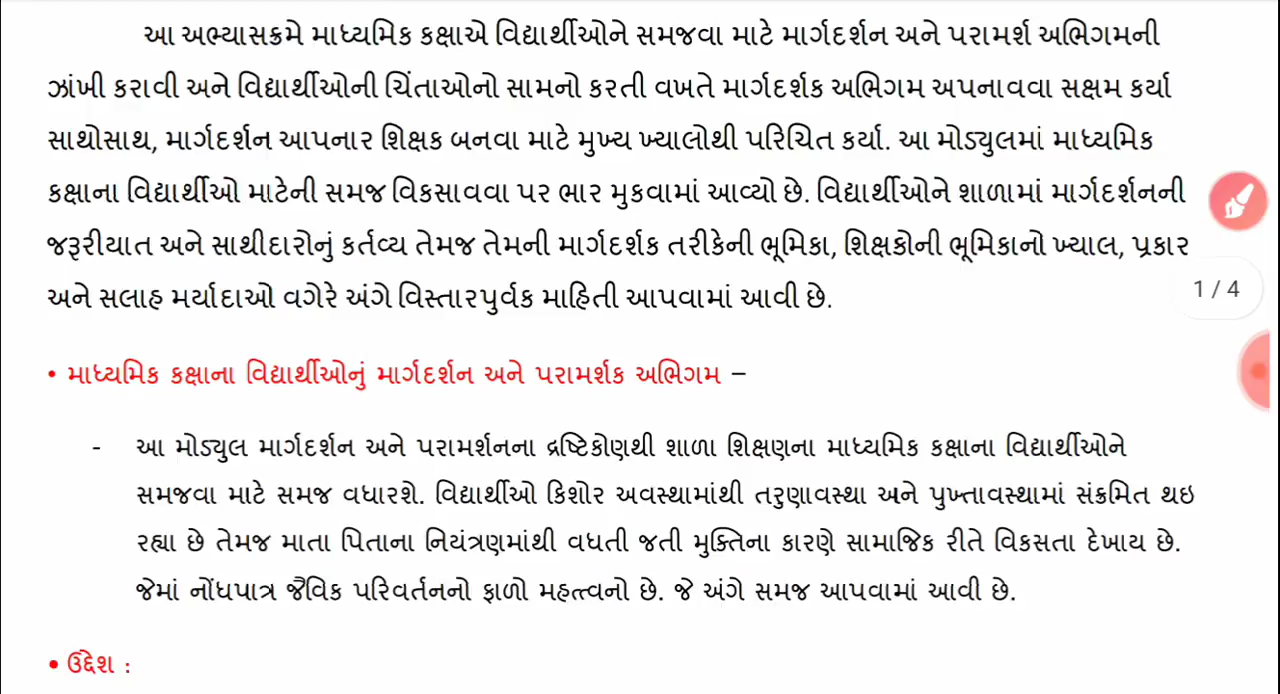 આ અભ્યાસક્રમે માધ્યમિક કક્ષાએ વિદ્યાર્થીઓને સમજવા માટે માર્ગદર્શન અને પરામર્શ અભિગમની
ઝાંખી કરાવી અને વિદ્યાર્થીઓની ચિંતાઓનો સામનો કરતી વખતે માર્ગદર્શક અભિગમ અપનાવવા સક્ષમ કર્યા
સાથોસાથ, માર્ગદર્શન આપનાર શિક્ષક બનવા માટે મુખ્ય ખ્યાલોથી પરિચિત કર્યા. આ મોડ્યુલમાં માધ્યમિક
કક્ષાના વિદ્યાર્થીઓ માટેની સમજ વિકસાવવા પર ભાર મુકવામાં આવ્યો છે. વિદ્યાર્થીઓને શાળામાં માર્ગદર્શનની
જરૂરીયાત અને સાથીદારોનું કર્તવ્ય તેમજ તેમની માર્ગદર્શક તરીકેની ભૂમિકા, શિક્ષકોની ભૂમિકાનો ખ્યાલ, પ્રકાર
અને સલાહ મર્યાદાઓ વગેરે અંગે વિસ્તારપુર્વક માહિતી આપવામાં આવી છે.
1 / 4
• માધ્યમિક કક્ષાના વિદ્યાર્થીઓનું માર્ગદર્શન અને પરામર્શક અભિગમ –
- આ મોડ્યુલ માર્ગદર્શન અને પરામર્શનના દ્રષ્ટિકોણથી શાળા શિક્ષણના માધ્યમિક કક્ષાના વિદ્યાર્થીઓને
સમજવા માટે સમજ વધારશે. વિદ્યાર્થીઓ કિશોર અવસ્થામાંથી તરુણાવસ્થા અને પુખ્તાવસ્થામાં સંક્રમિત થઇ
રહ્યા છે તેમજ માતા પિતાના નિયંત્રણમાંથી વધતી જતી મુક્તિના કારણે સામાજિક રીતે વિકસતા દેખાય છે.
જેમાં નોંધપાત્ર જૈવિક પરિવર્તનનો ફાળો મહત્ત્વનો છે. જે અંગે સમજ આપવામાં આવી છે.
• ઉદ્દેશ :